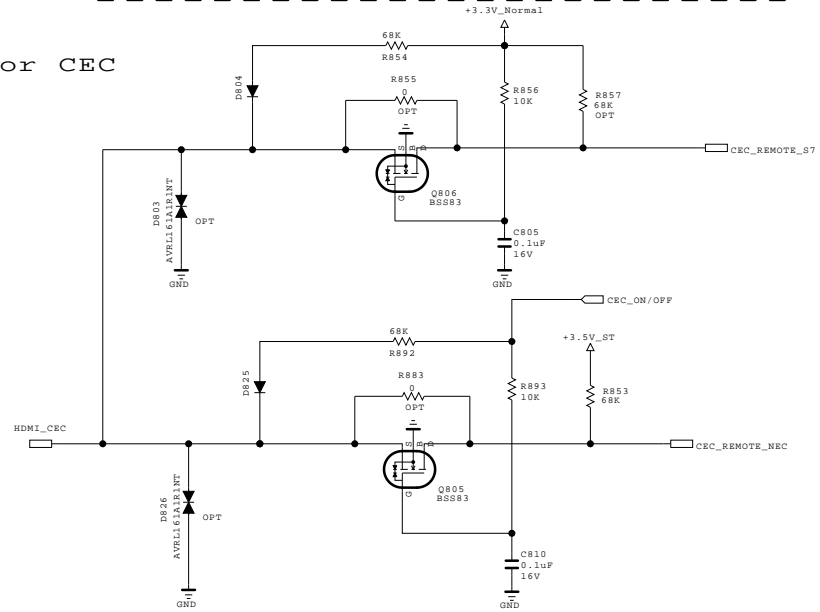 +3.3V_Normal
or CEC
68K
R854
D804
R855
0
OPT
R856
10K
R857
68K
OPT
S
B
D
CEC_REMOTE_S7
G
Q806
BSS83
D803
AVRL161A1R1NT
OPT
GND
C805
0.1uF
16V
GND
CEC_ON/OFF
68K
R892
+3.5V_ST
D825
R883
0
OPT
R893
10K
R853
68K
HDMI_CEC
S
B
D
CEC_REMOTE_NEC
G
Q805
BSS83
D826
AVRL161A1R1NT
OPT
C810
0.1uF
16V
GND
GND